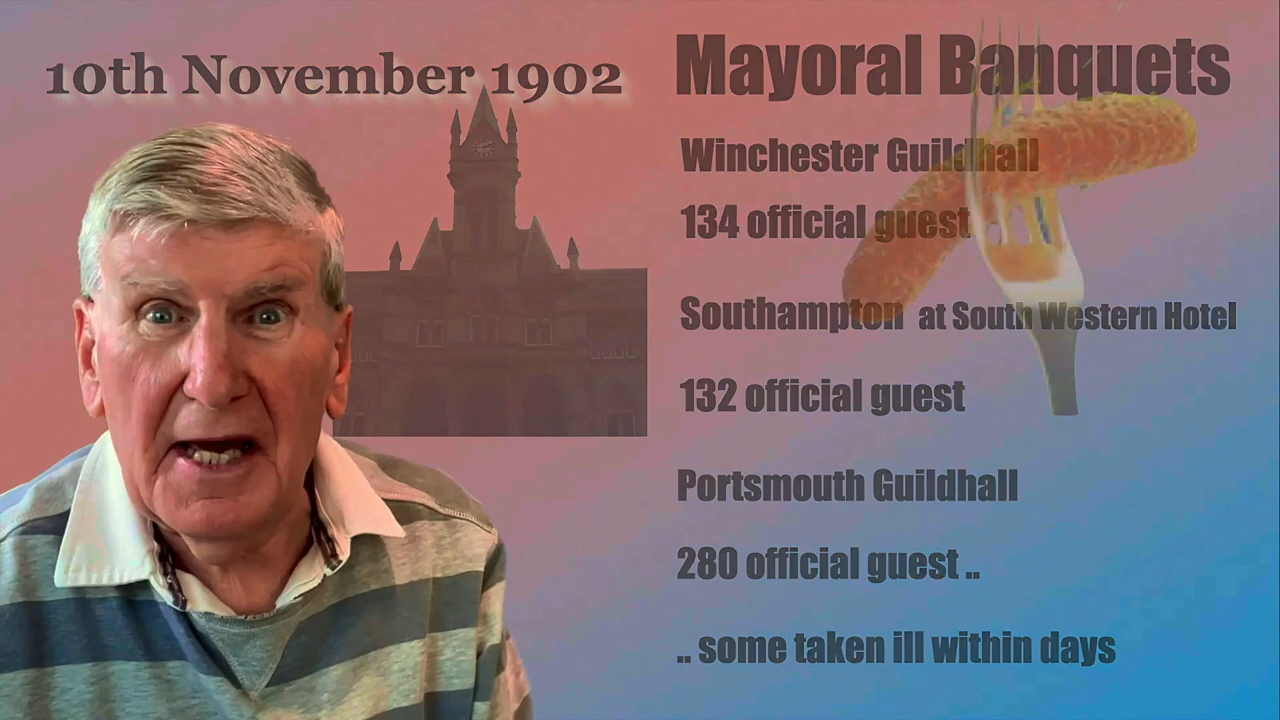 10th November 1902
Mayoral Banquets
Winchester Guildhall
134 official guest
Southampton at South Western Hotel
132 official guest
Portsmouth Guildhall
280 official guest ..
.. some taken ill within days